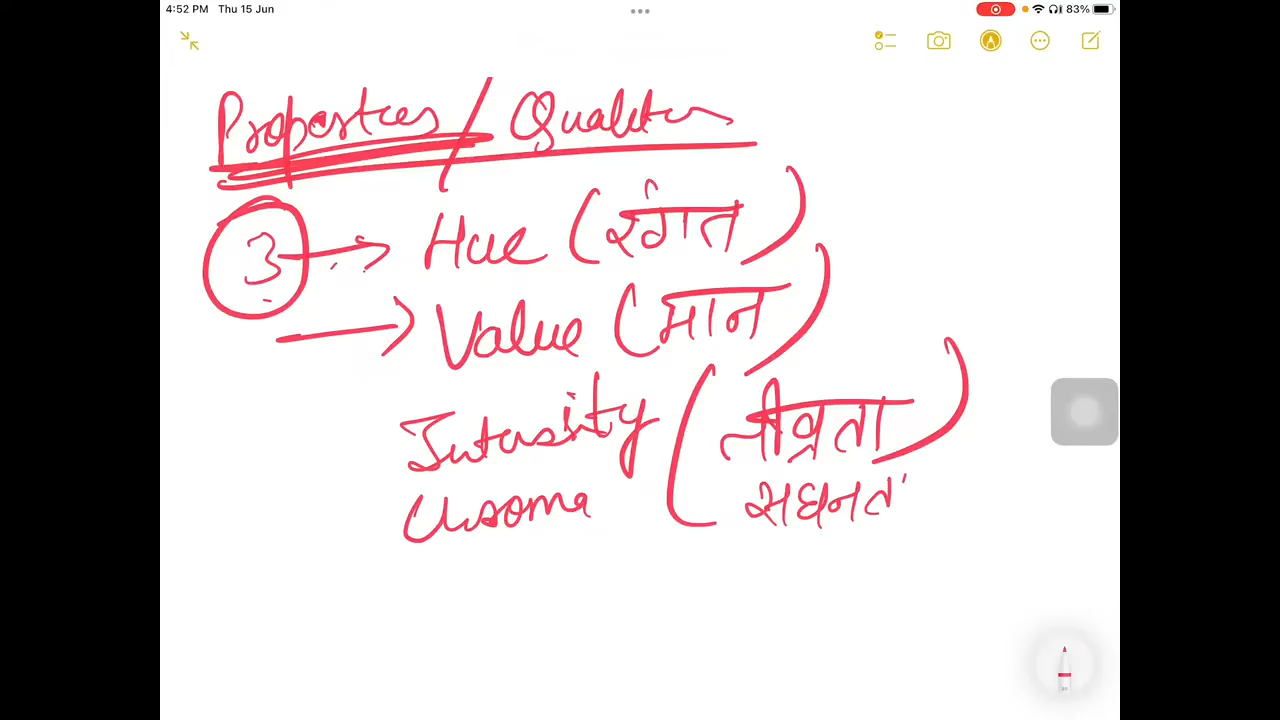 4:52 PM Thu 15 Jun 83%
Properties / Qualities
3 → Hue (रंगत)
→ Value (मान)
Intensity (तीव्रता)
Chroma सघनता